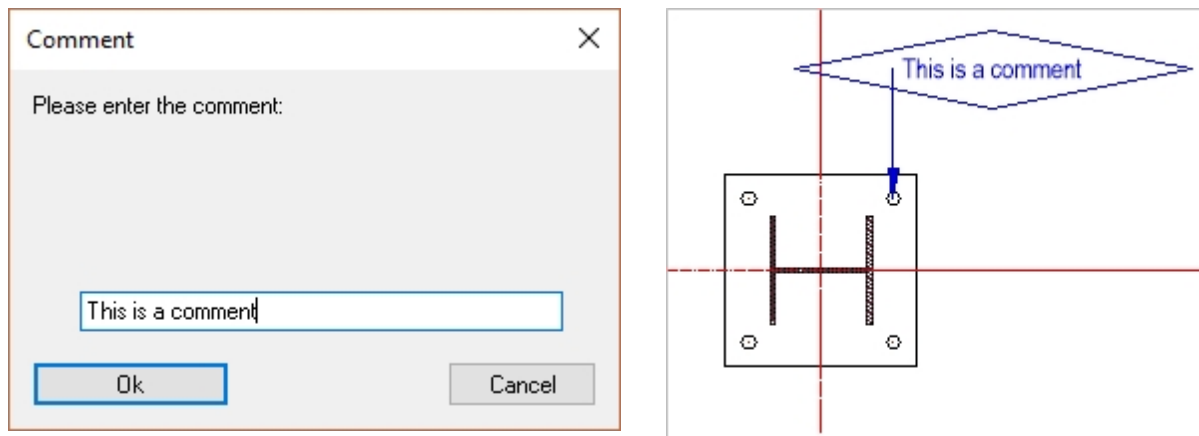 Comment
Please enter the comment:
This is a comment
Ok
Cancel
This is a comment